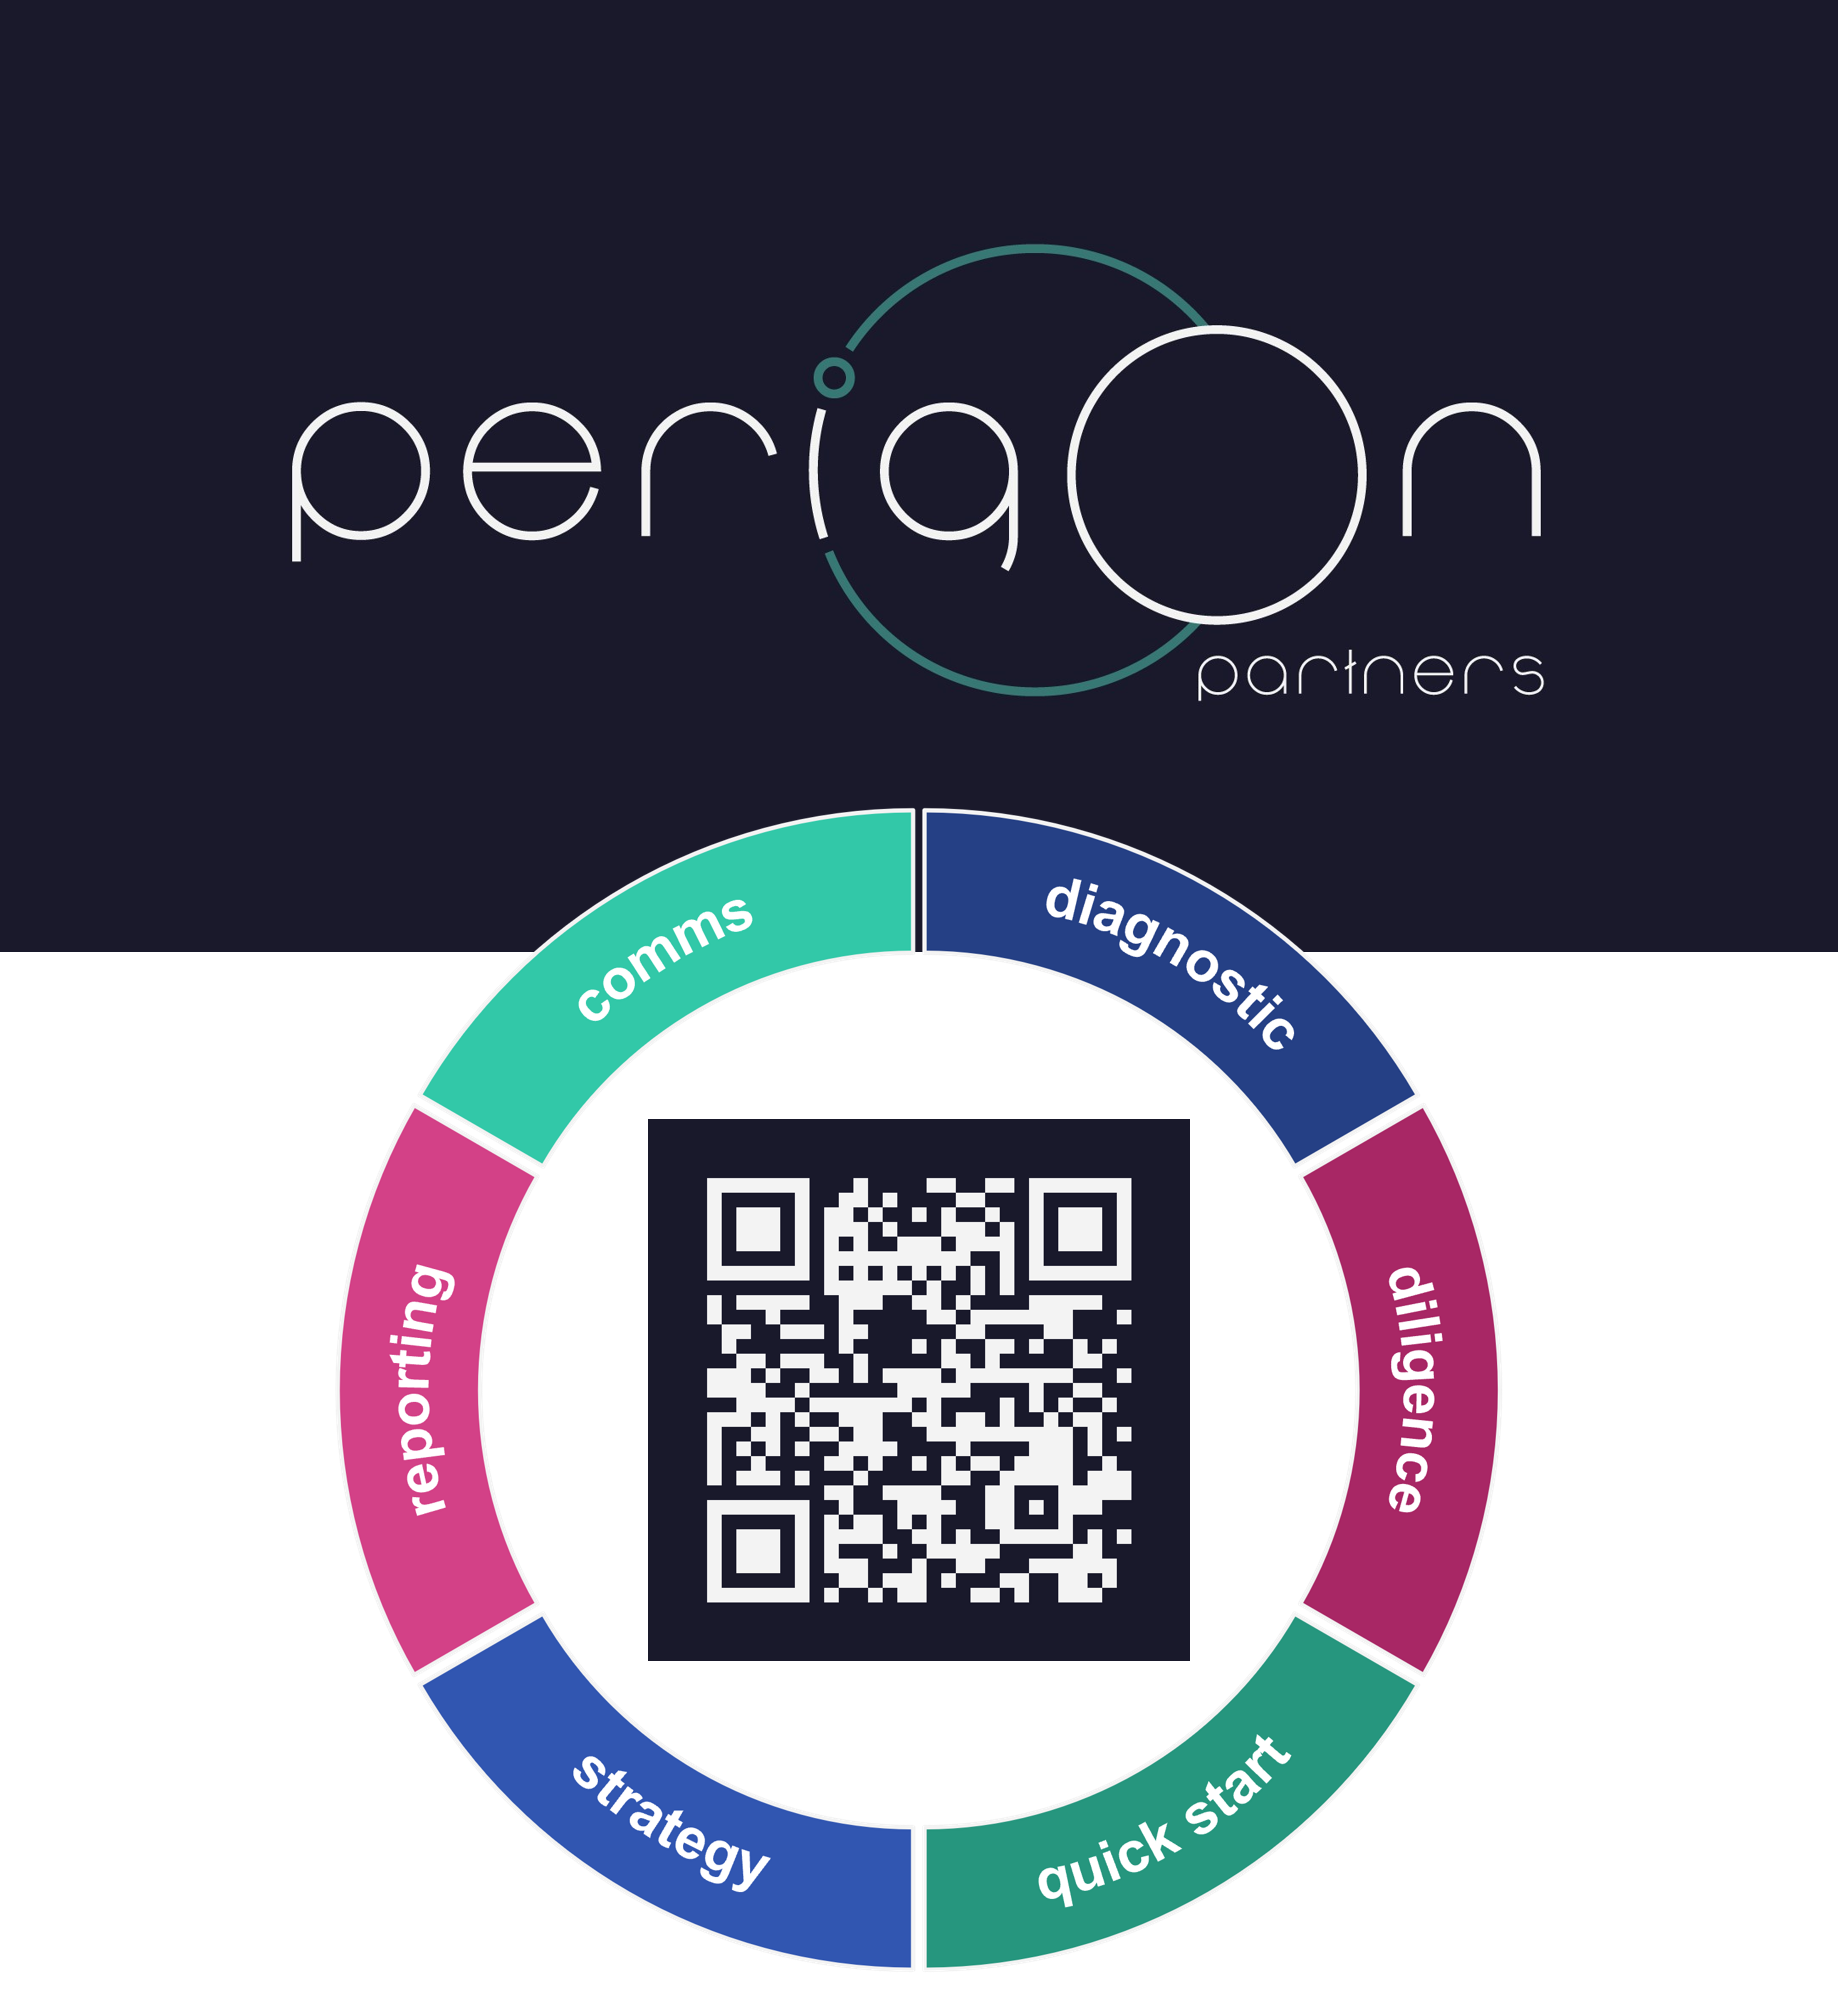 perigon
partners
comms
diagnostic
reporting
diligence
strategy
quick start